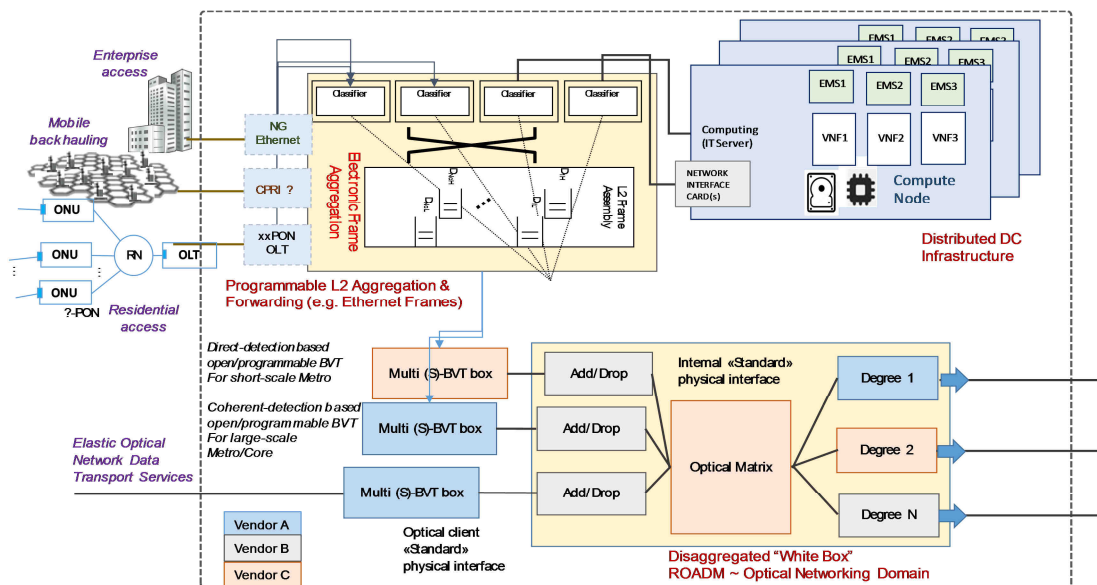 Enterprise
access
Mobile
backhauling
ONU
ONU
ONU
RN
OLT
?-PON
Residential
access
NG
Ethernet
CPRI ?
xxPON
OLT
Classifier
Classifier
Classifier
Classifier
Electronic Frame
Aggregation
D_NxH
D_NxL
D_H
D_L
L2 Frame
Assembly
Programmable L2 Aggregation &
Forwarding (e.g. Ethernet Frames)
EMS1
EMS2
EMS3
EMS1
EMS2
EMS3
EMS1
EMS2
EMS3
Computing
(IT Server)
VNF1
VNF2
VNF3
NETWORK
INTERFACE
CARD(s)
Compute
Node
Distributed DC
Infrastructure
Direct-detection based
open/programmable BVT
For short-scale Metro
Multi (S)-BVT box
Coherent-detection based
open/programmable BVT
For large-scale
Metro/Core
Multi (S)-BVT box
Elastic Optical
Network Data
Transport Services
Multi (S)-BVT box
Optical client
«Standard»
physical interface
Add/Drop
Add/Drop
Add/Drop
Internal «Standard»
physical interface
Optical Matrix
Degree 1
Degree 2
Degree N
Disaggregated “White Box”
ROADM ~ Optical Networking Domain
Vendor A
Vendor B
Vendor C